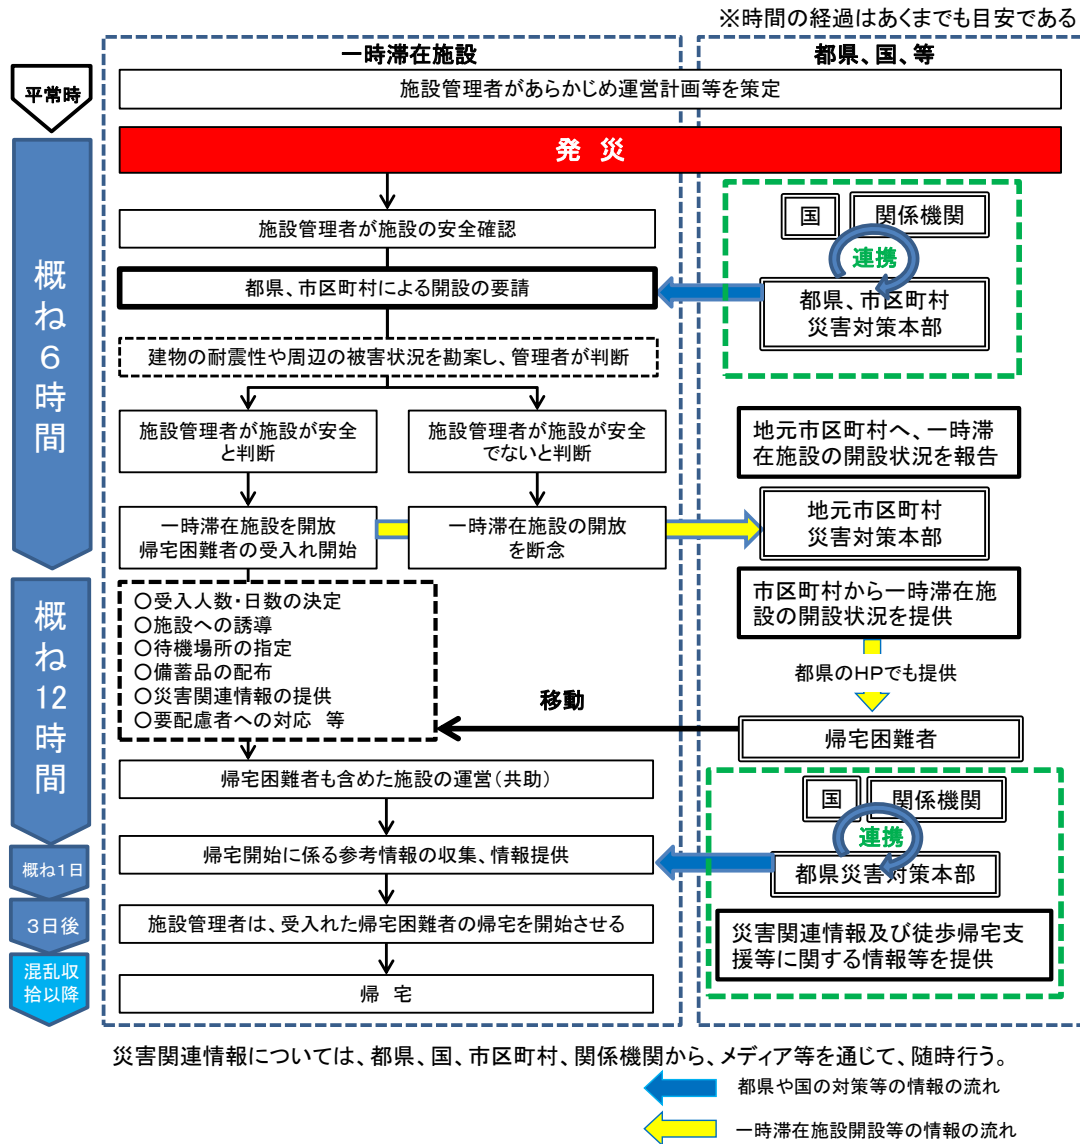 ※時間の経過はあくまでも目安である
一時滞在施設
都県、国、等
平常時
施設管理者があらかじめ運営計画等を策定
発 災
概ね6時間
施設管理者が施設の安全確認
国
関係機関
連携
都県、市区町村による開設の要請
都県、市区町村
災害対策本部
建物の耐震性や周辺の被害状況を勘案し、管理者が判断
施設管理者が施設が安全
と判断
施設管理者が施設が安全
でないと判断
地元市区町村へ、一時滞
在施設の開設状況を報告
一時滞在施設を開放
帰宅困難者の受入れ開始
一時滞在施設の開放
を断念
地元市区町村
災害対策本部
概ね12時間
○受入人数・日数の決定
○施設への誘導
○待機場所の指定
○備蓄品の配布
○災害関連情報の提供
○要配慮者への対応 等
市区町村から一時滞在施
設の開設状況を提供
都県のHPでも提供
移動
帰宅困難者
帰宅困難者も含めた施設の運営(共助)
国
関係機関
連携
概ね1日
帰宅開始に係る参考情報の収集、情報提供
都県災害対策本部
3日後
施設管理者は、受入れた帰宅困難者の帰宅を開始させる
災害関連情報及び徒歩帰宅支
援等に関する情報等を提供
混乱収
拾以降
帰 宅
災害関連情報については、都県、国、市区町村、関係機関から、メディア等を通じて、随時行う。
都県や国の対策等の情報の流れ
一時滞在施設開設等の情報の流れ